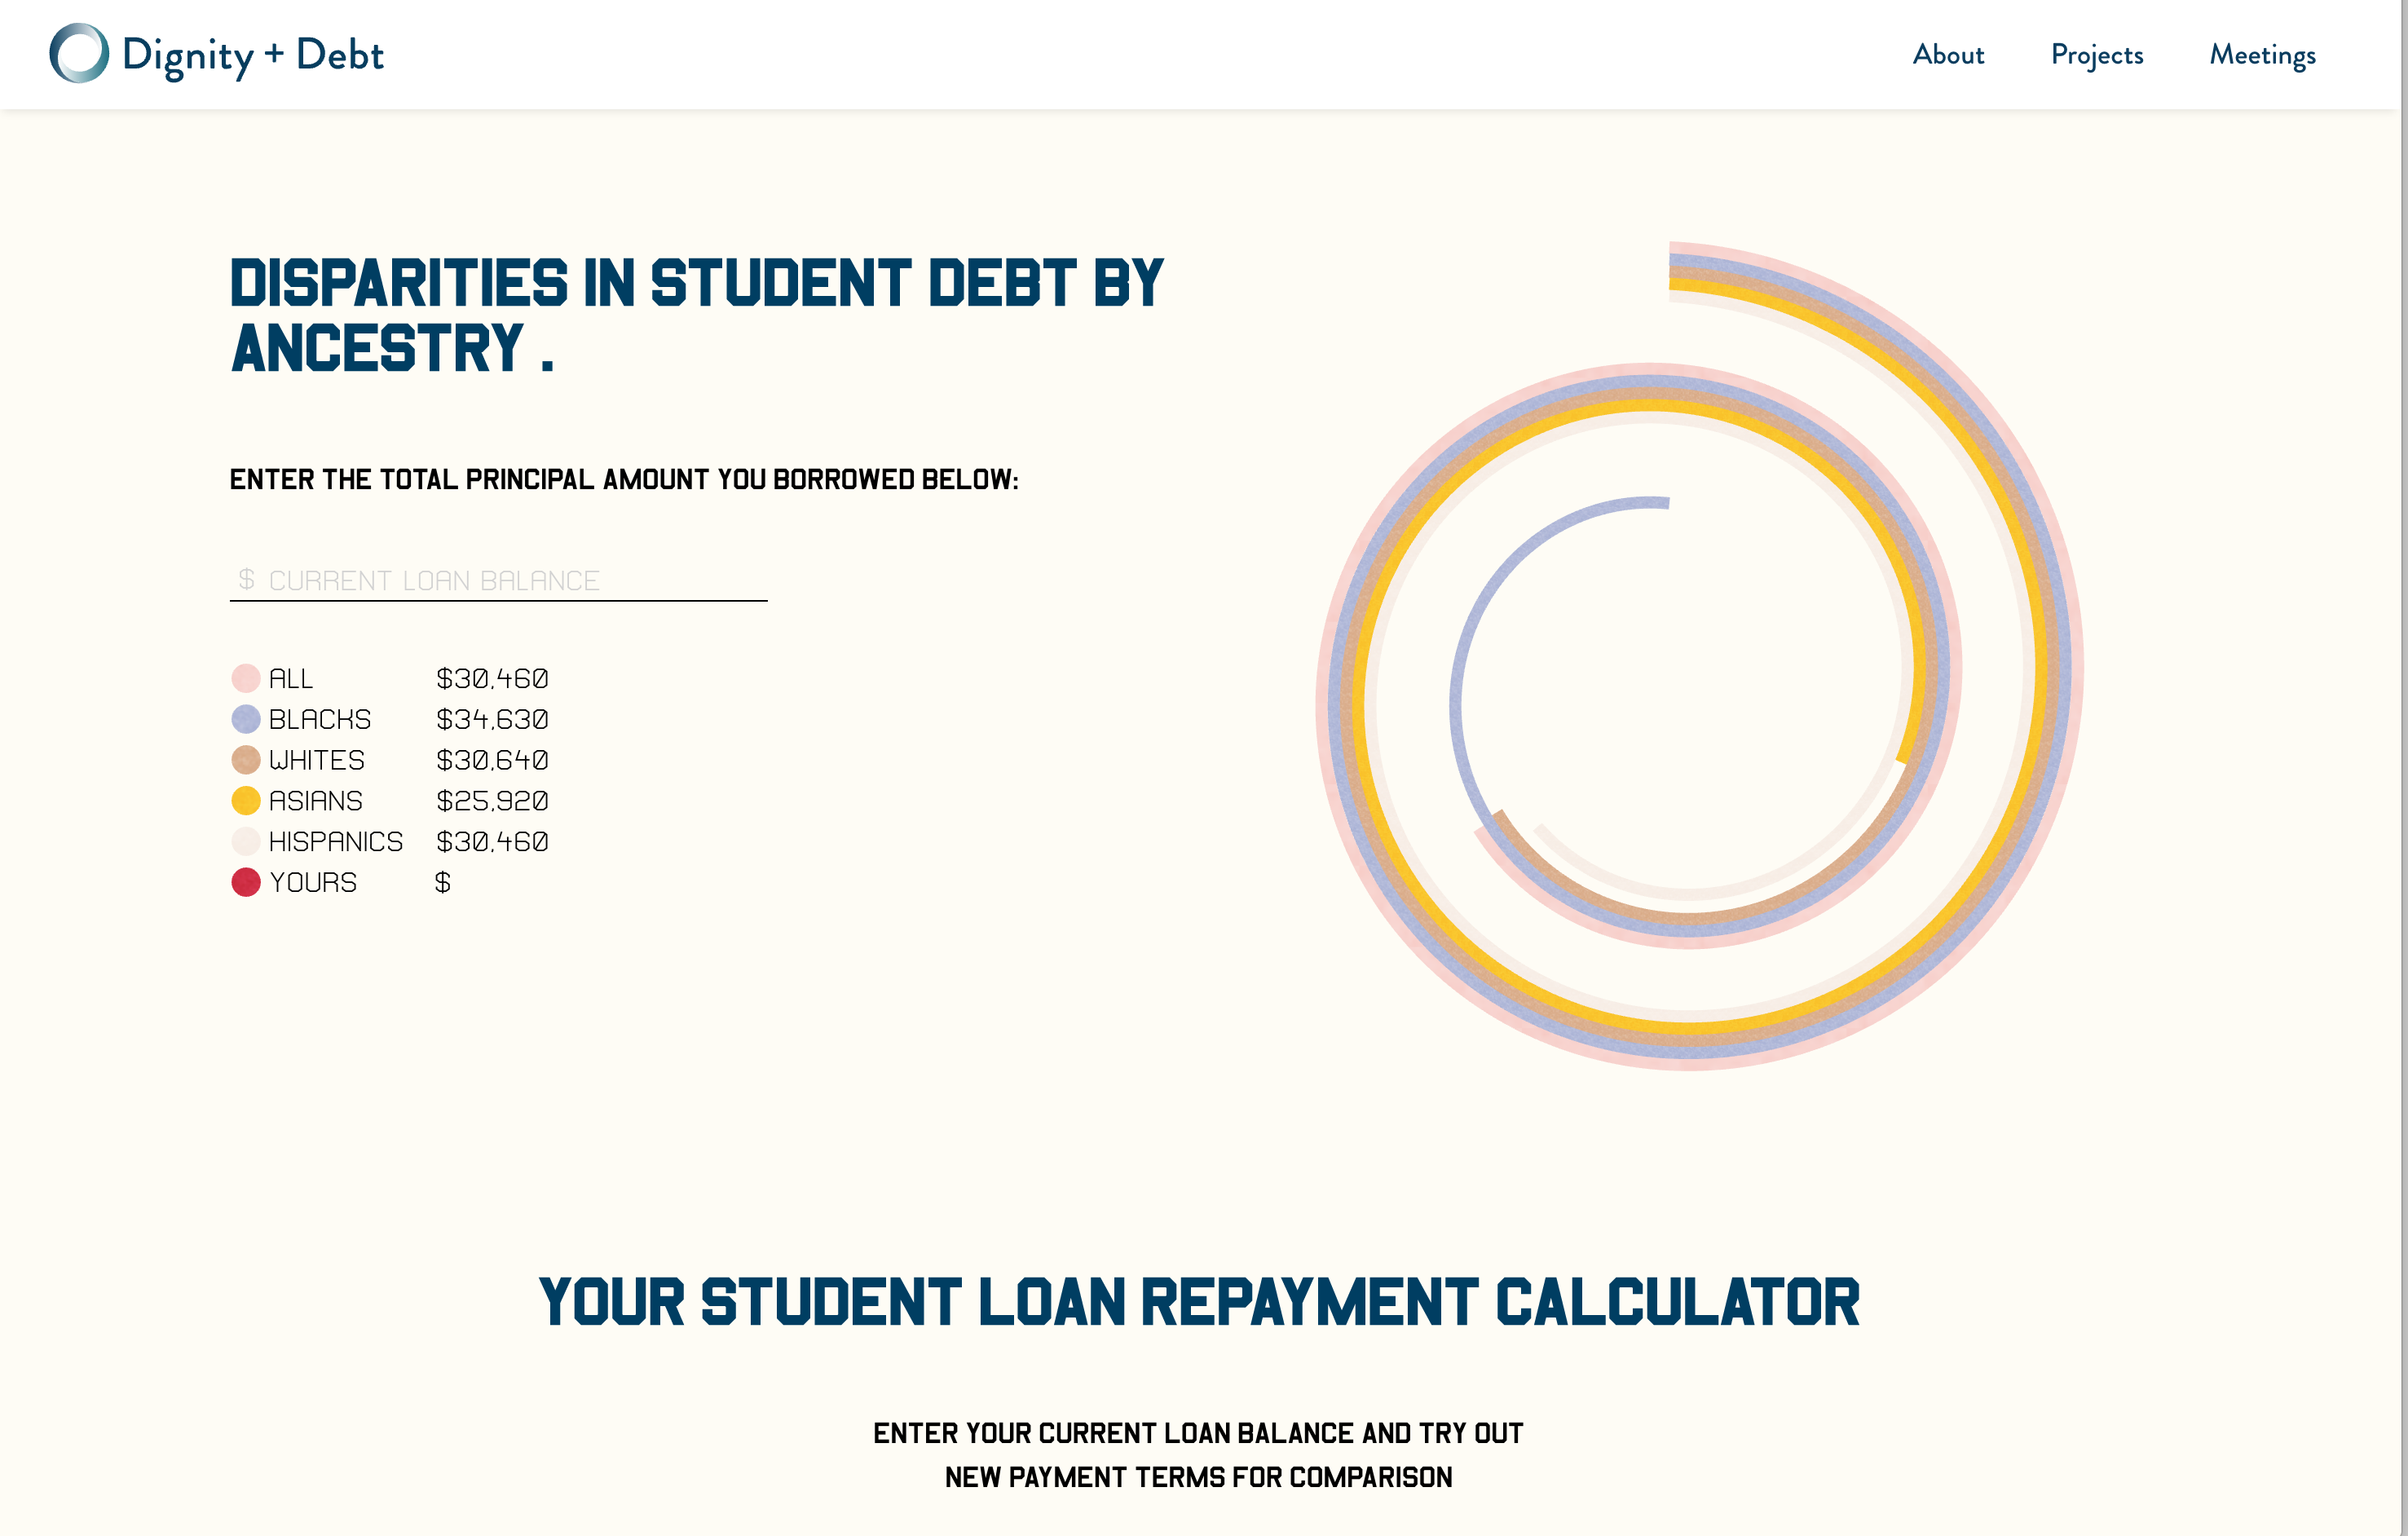 Dignity + Debt
About Projects Meetings
DISPARITIES IN STUDENT DEBT BY
ANCESTRY .
ENTER THE TOTAL PRINCIPAL AMOUNT YOU BORROWED BELOW:
$ CURRENT LOAN BALANCE
ALL $30,460
BLACKS $34,630
WHITES $30,640
ASIANS $25,920
HISPANICS $30,460
YOURS $
YOUR STUDENT LOAN REPAYMENT CALCULATOR
ENTER YOUR CURRENT LOAN BALANCE AND TRY OUT
NEW PAYMENT TERMS FOR COMPARISON